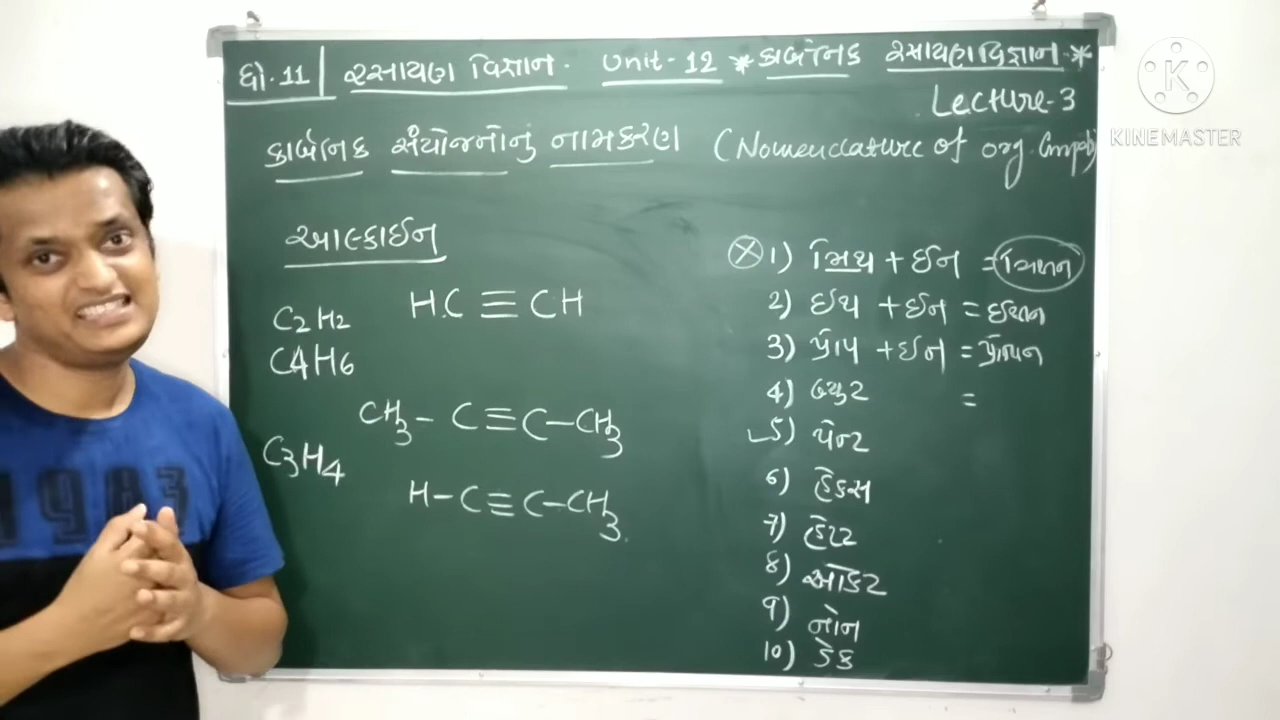 ધો.11 | રસાયણ વિજ્ઞાન. Unit-12 * કાર્બનિક રસાયણવિજ્ઞાન.*
Lecture-3
કાર્બનિક સંયોજનોનું નામકરણ (Nomenclature of org.
આલ્કાઈન
C2H2 HC≡CH
C4H6
CH3-C≡C-CH3
C3H4
H-C≡C-CH3
1) મિથ + ઈન =
2) ઈથ + ઈન = ઈથાઈન
3) પ્રોપ + ઈન = પ્રોપાઈન
4) બ્યુટ =
5) પેન્ટ
6) હેક્સ
7) હેપ્ટ
8) ઓક્ટ
9) નોન
10) ડેક
KINEMASTER
1983